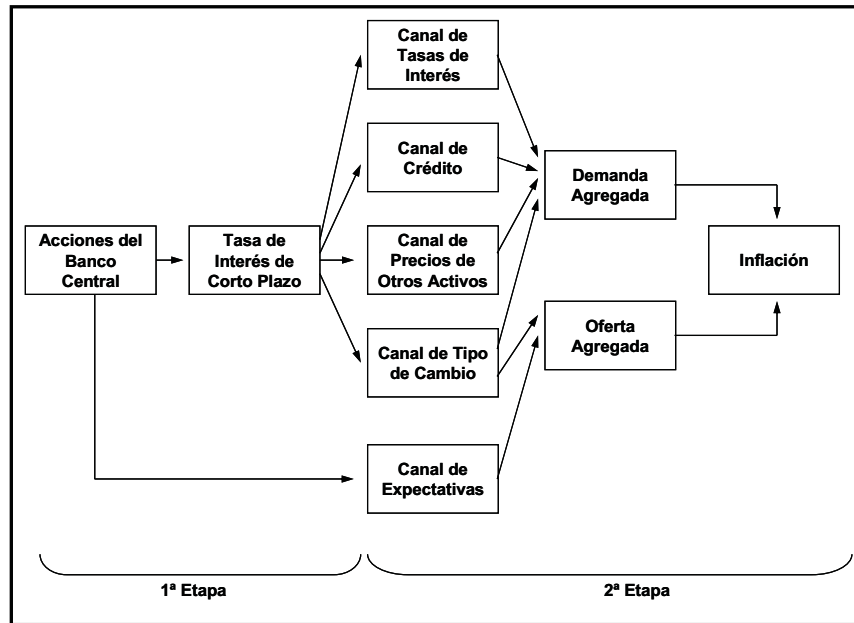 Canal de
Tasas de
Interés
Canal de
Crédito
Demanda
Agregada
Acciones del
Banco
Central
Tasa de
Interés de
Corto Plazo
Canal de
Precios de
Otros Activos
Inflación
Canal de Tipo
de Cambio
Oferta
Agregada
Canal de
Expectativas
1ª Etapa
2ª Etapa